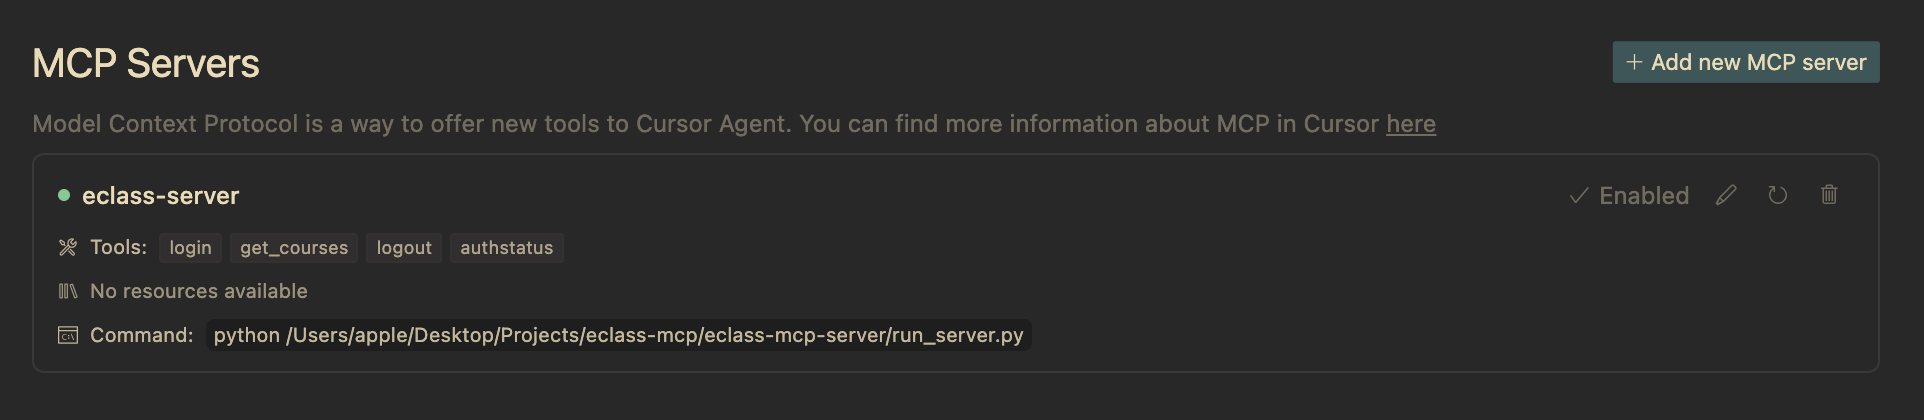 MCP Servers
+ Add new MCP server
Model Context Protocol is a way to offer new tools to Cursor Agent. You can find more information about MCP in Cursor here
eclass-server
Enabled
Tools: login get_courses logout authstatus
No resources available
Command: python /Users/apple/Desktop/Projects/eclass-mcp/eclass-mcp-server/run_server.py